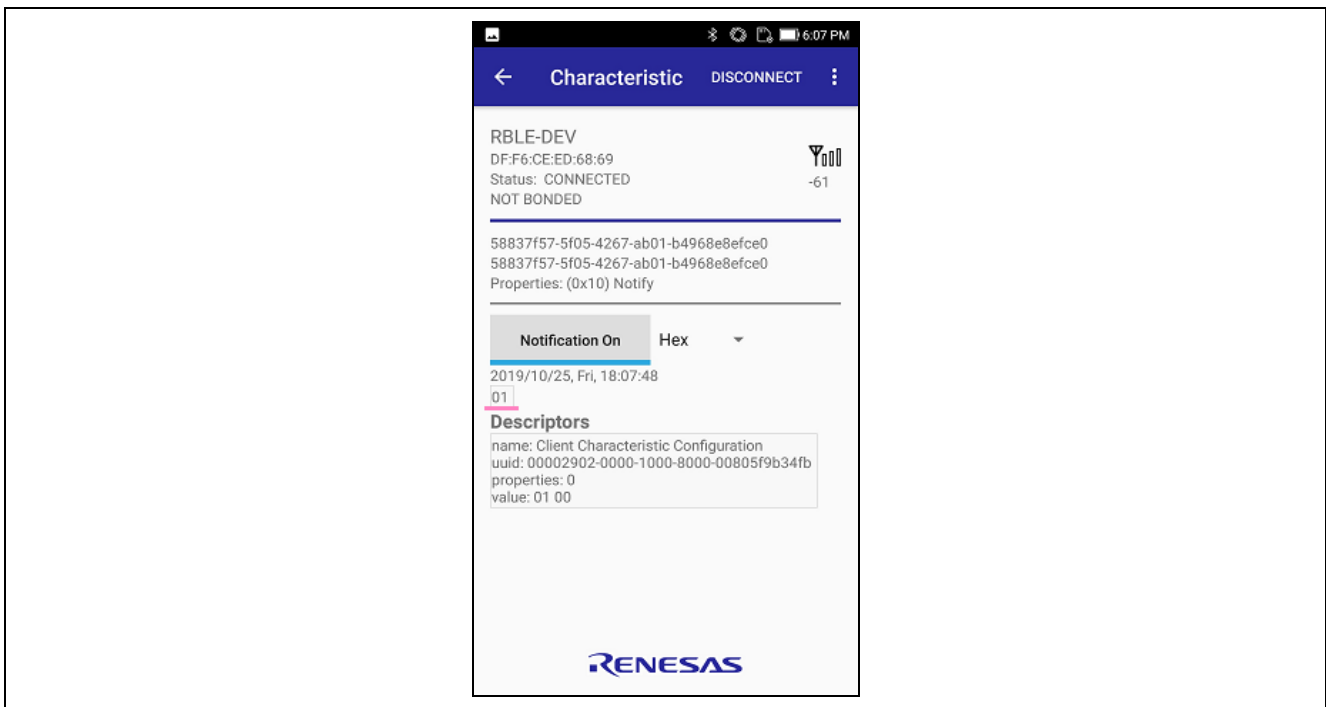 6:07 PM
Characteristic DISCONNECT
RBLE-DEV
DF:F6:CE:ED:68:69
Status: CONNECTED
-61
NOT BONDED
58837f57-5f05-4267-ab01-b4968e8efce0
58837f57-5f05-4267-ab01-b4968e8efce0
Properties: (0x10) Notify
Notification On Hex
2019/10/25, Fri, 18:07:48
01
Descriptors
name: Client Characteristic Configuration
uuid: 00002902-0000-1000-8000-00805f9b34fb
properties: 0
value: 01 00
RENESAS